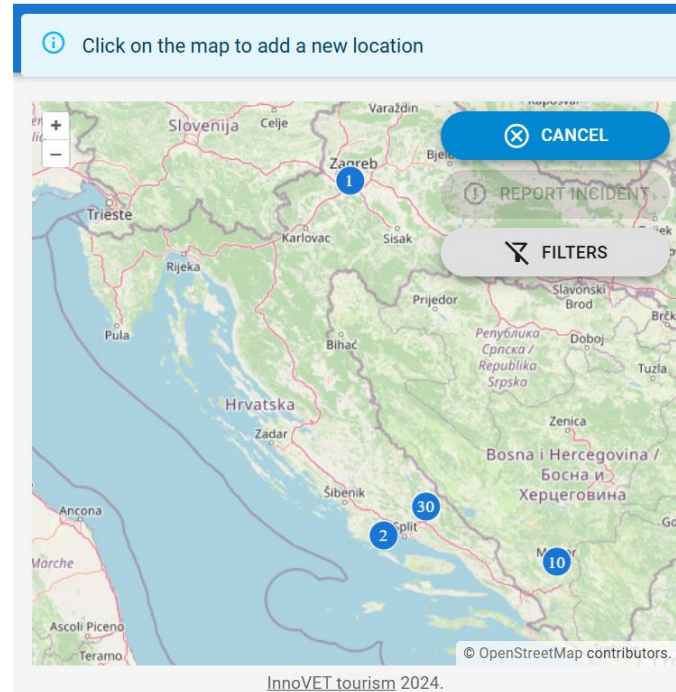 Click on the map to add a new location
+
−
CANCEL
REPORT INCIDENT
FILTERS
Varaždin
Slovenija
Celje
Zagreb
1
Trieste
Karlovac
Sisak
Rijeka
Slavonski
Brod
Prijedor
Pula
Bihać
Република
Српска /
Republika
Srpska
Doboj
Tuzla
Hrvatska
Zadar
Zenica
Bosna i Hercegovina /
Босна и
Херцеговина
Šibenik
30
2
Split
10
Ancona
Marche
Ascoli Piceno
Teramo
© OpenStreetMap contributors.
InnoVET tourism 2024.